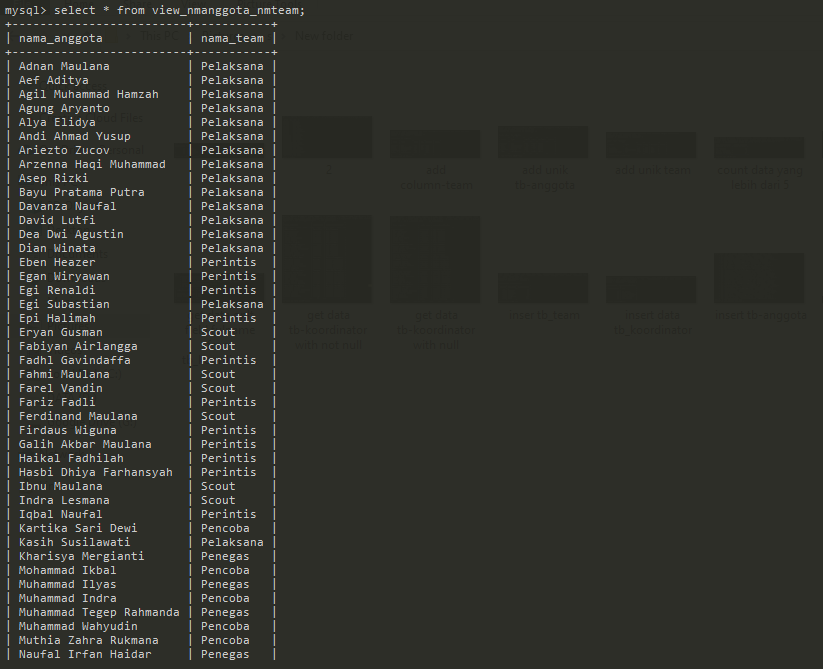 mysql> select * from view_nmanggota_nmteam;
+-------------------------+------------+
| nama_anggota | nama_team |
+-------------------------+------------+
| Adnan Maulana | Pelaksana |
| Aef Aditya | Pelaksana |
| Agil Muhammad Hamzah | Pelaksana |
| Agung Aryanto | Pelaksana |
| Alya Elidya | Pelaksana |
| Andi Ahmad Yusup | Pelaksana |
| Ariezto Zucov | Pelaksana |
| Arzenna Haqi Muhammad | Pelaksana |
| Asep Rizki | Pelaksana |
| Bayu Pratama Putra | Pelaksana |
| Davanza Naufal | Pelaksana |
| David Lutfi | Pelaksana |
| Dea Dwi Agustin | Pelaksana |
| Dian Winata | Pelaksana |
| Eben Heazer | Perintis |
| Egan Wiryawan | Perintis |
| Egi Renaldi | Perintis |
| Egi Subastian | Pelaksana |
| Epi Halimah | Perintis |
| Eryan Gusman | Scout |
| Fabiyan Airlangga | Scout |
| Fadhl Gavindaffa | Perintis |
| Fahmi Maulana | Scout |
| Farel Vandin | Scout |
| Fariz Fadli | Perintis |
| Ferdinand Maulana | Scout |
| Firdaus Wiguna | Perintis |
| Galih Akbar Maulana | Perintis |
| Haikal Fadhilah | Perintis |
| Hasbi Dhiya Farhansyah | Perintis |
| Ibnu Maulana | Scout |
| Indra Lesmana | Scout |
| Iqbal Naufal | Perintis |
| Kartika Sari Dewi | Pencoba |
| Kasih Susilawati | Pelaksana |
| Kharisya Mergianti | Penegas |
| Mohammad Ikbal | Pencoba |
| Muhammad Ilyas | Penegas |
| Muhammad Indra | Pencoba |
| Muhammad Tegep Rahmanda | Penegas |
| Muhammad Wahyudin | Pencoba |
| Muthia Zahra Rukmana | Pencoba |
| Naufal Irfan Haidar | Penegas |